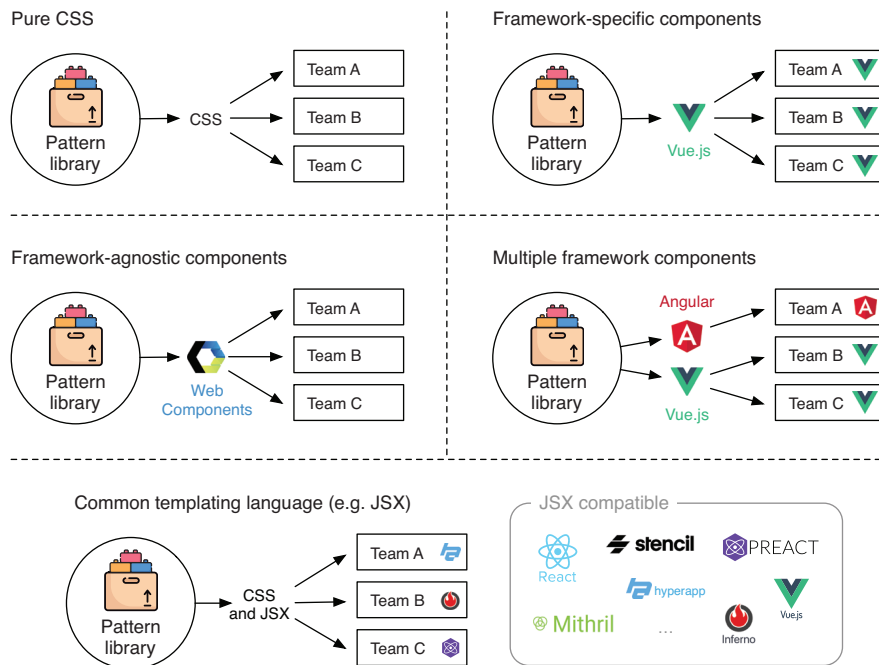 Pure CSS
Pattern
library
CSS
Team A
Team B
Team C
Framework-specific components
Pattern
library
Vue.js
Team A
Team B
Team C
Framework-agnostic components
Pattern
library
Web
Components
Team A
Team B
Team C
Multiple framework components
Pattern
library
Angular
Vue.js
Team A
Team B
Team C
Common templating language (e.g. JSX)
Pattern
library
CSS
and JSX
Team A
Team B
Team C
JSX compatible
React
stencil
PREACT
hyperapp
Vue.js
Mithril
...
Inferno